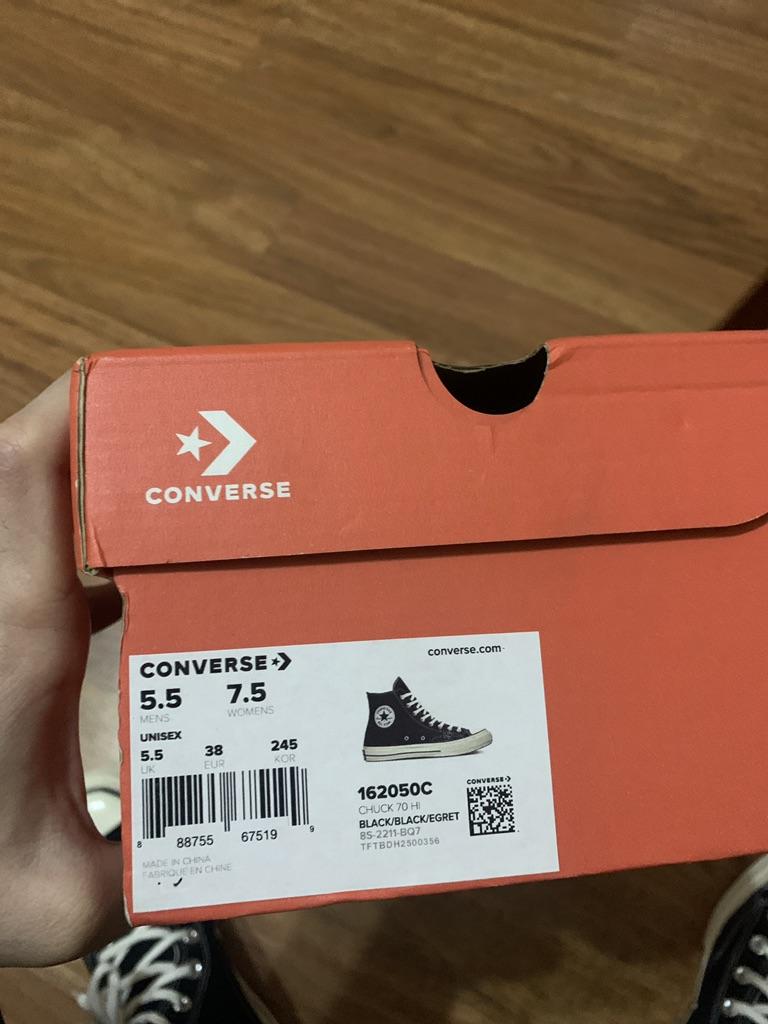 CONVERSE
CONVERSE
converse.com
5.5 7.5
MENS WOMENS
UNISEX
5.5 38 245
UK EUR KOR
8 88755 67519 9
MADE IN CHINA
FABRIQUE EN CHINE
162050C
CHUCK 70 HI
BLACK/BLACK/EGRET
8S-2211-BQ7
TFTBDH2500356
CONVERSE